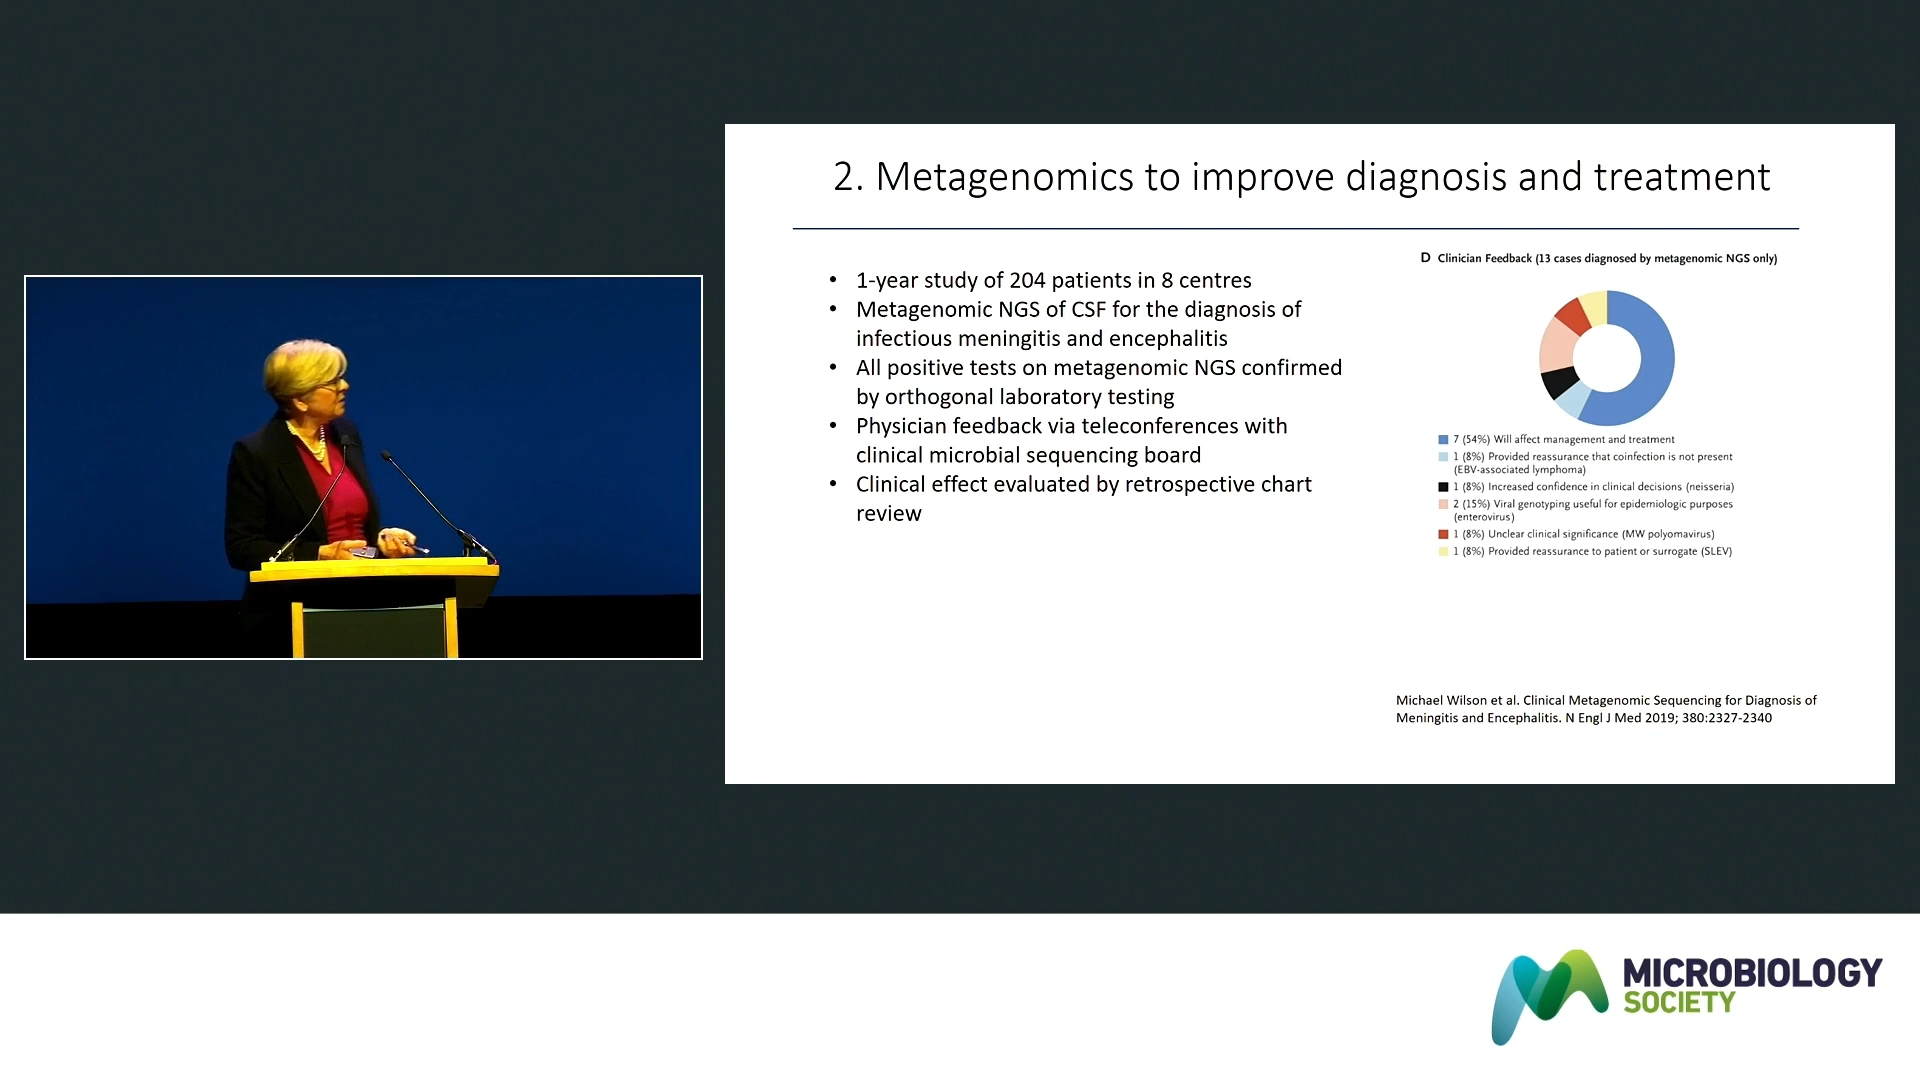 2. Metagenomics to improve diagnosis and treatment
• 1-year study of 204 patients in 8 centres
• Metagenomic NGS of CSF for the diagnosis of
infectious meningitis and encephalitis
• All positive tests on metagenomic NGS confirmed
by orthogonal laboratory testing
• Physician feedback via teleconferences with
clinical microbial sequencing board
• Clinical effect evaluated by retrospective chart
review
D Clinician Feedback (13 cases diagnosed by metagenomic NGS only)
7 (54%) Will affect management and treatment
1 (8%) Provided reassurance that coinfection is not present
(EBV-associated lymphoma)
1 (8%) Increased confidence in clinical decisions (neisseria)
2 (15%) Viral genotyping useful for epidemiologic purposes
(enterovirus)
1 (8%) Unclear clinical significance (MW polyomavirus)
1 (8%) Provided reassurance to patient or surrogate (SLEV)
Michael Wilson et al. Clinical Metagenomic Sequencing for Diagnosis of
Meningitis and Encephalitis. N Engl J Med 2019; 380:2327-2340
MICROBIOLOGY
SOCIETY